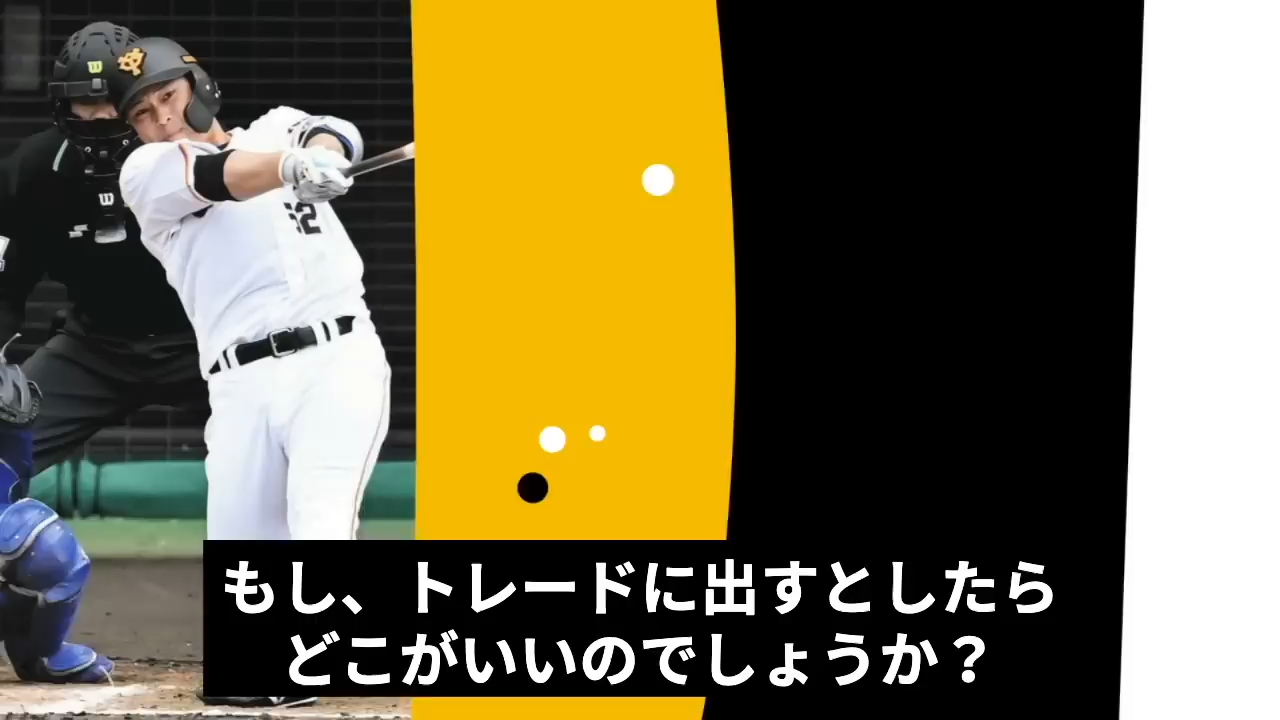 52
もし、トレードに出すとしたら
どこがいいのでしょうか？